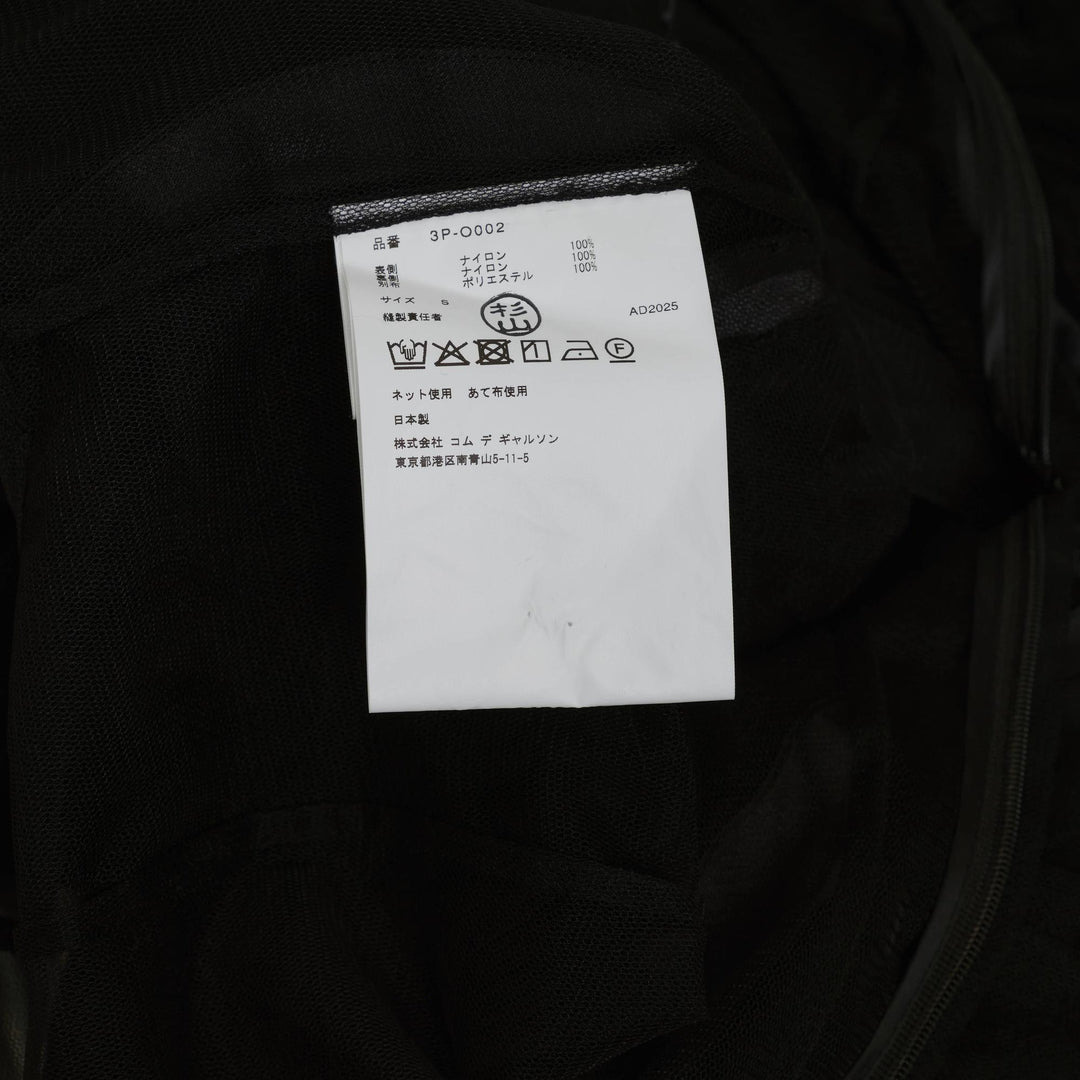 品番 3P-O002
表側 ナイロン 100%
裏側 ナイロン 100%
別布 ポリエステル 100%
サイズ S
縫製責任者 杉山 AD2025
F
ネット使用 あて布使用
日本製
株式会社 コム デ ギャルソン
東京都港区南青山5-11-5